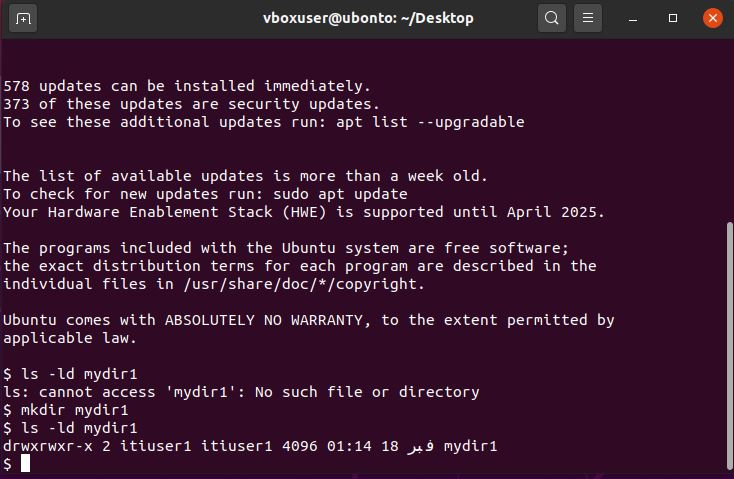 vboxuser@ubonto: ~/Desktop
578 updates can be installed immediately.
373 of these updates are security updates.
To see these additional updates run: apt list --upgradable
The list of available updates is more than a week old.
To check for new updates run: sudo apt update
Your Hardware Enablement Stack (HWE) is supported until April 2025.
The programs included with the Ubuntu system are free software;
the exact distribution terms for each program are described in the
individual files in /usr/share/doc/*/copyright.
Ubuntu comes with ABSOLUTELY NO WARRANTY, to the extent permitted by
applicable law.
$ ls -ld mydir1
ls: cannot access 'mydir1': No such file or directory
$ mkdir mydir1
$ ls -ld mydir1
drwxrwxr-x 2 itiuser1 itiuser1 4096 01:14 18 فبر mydir1
$